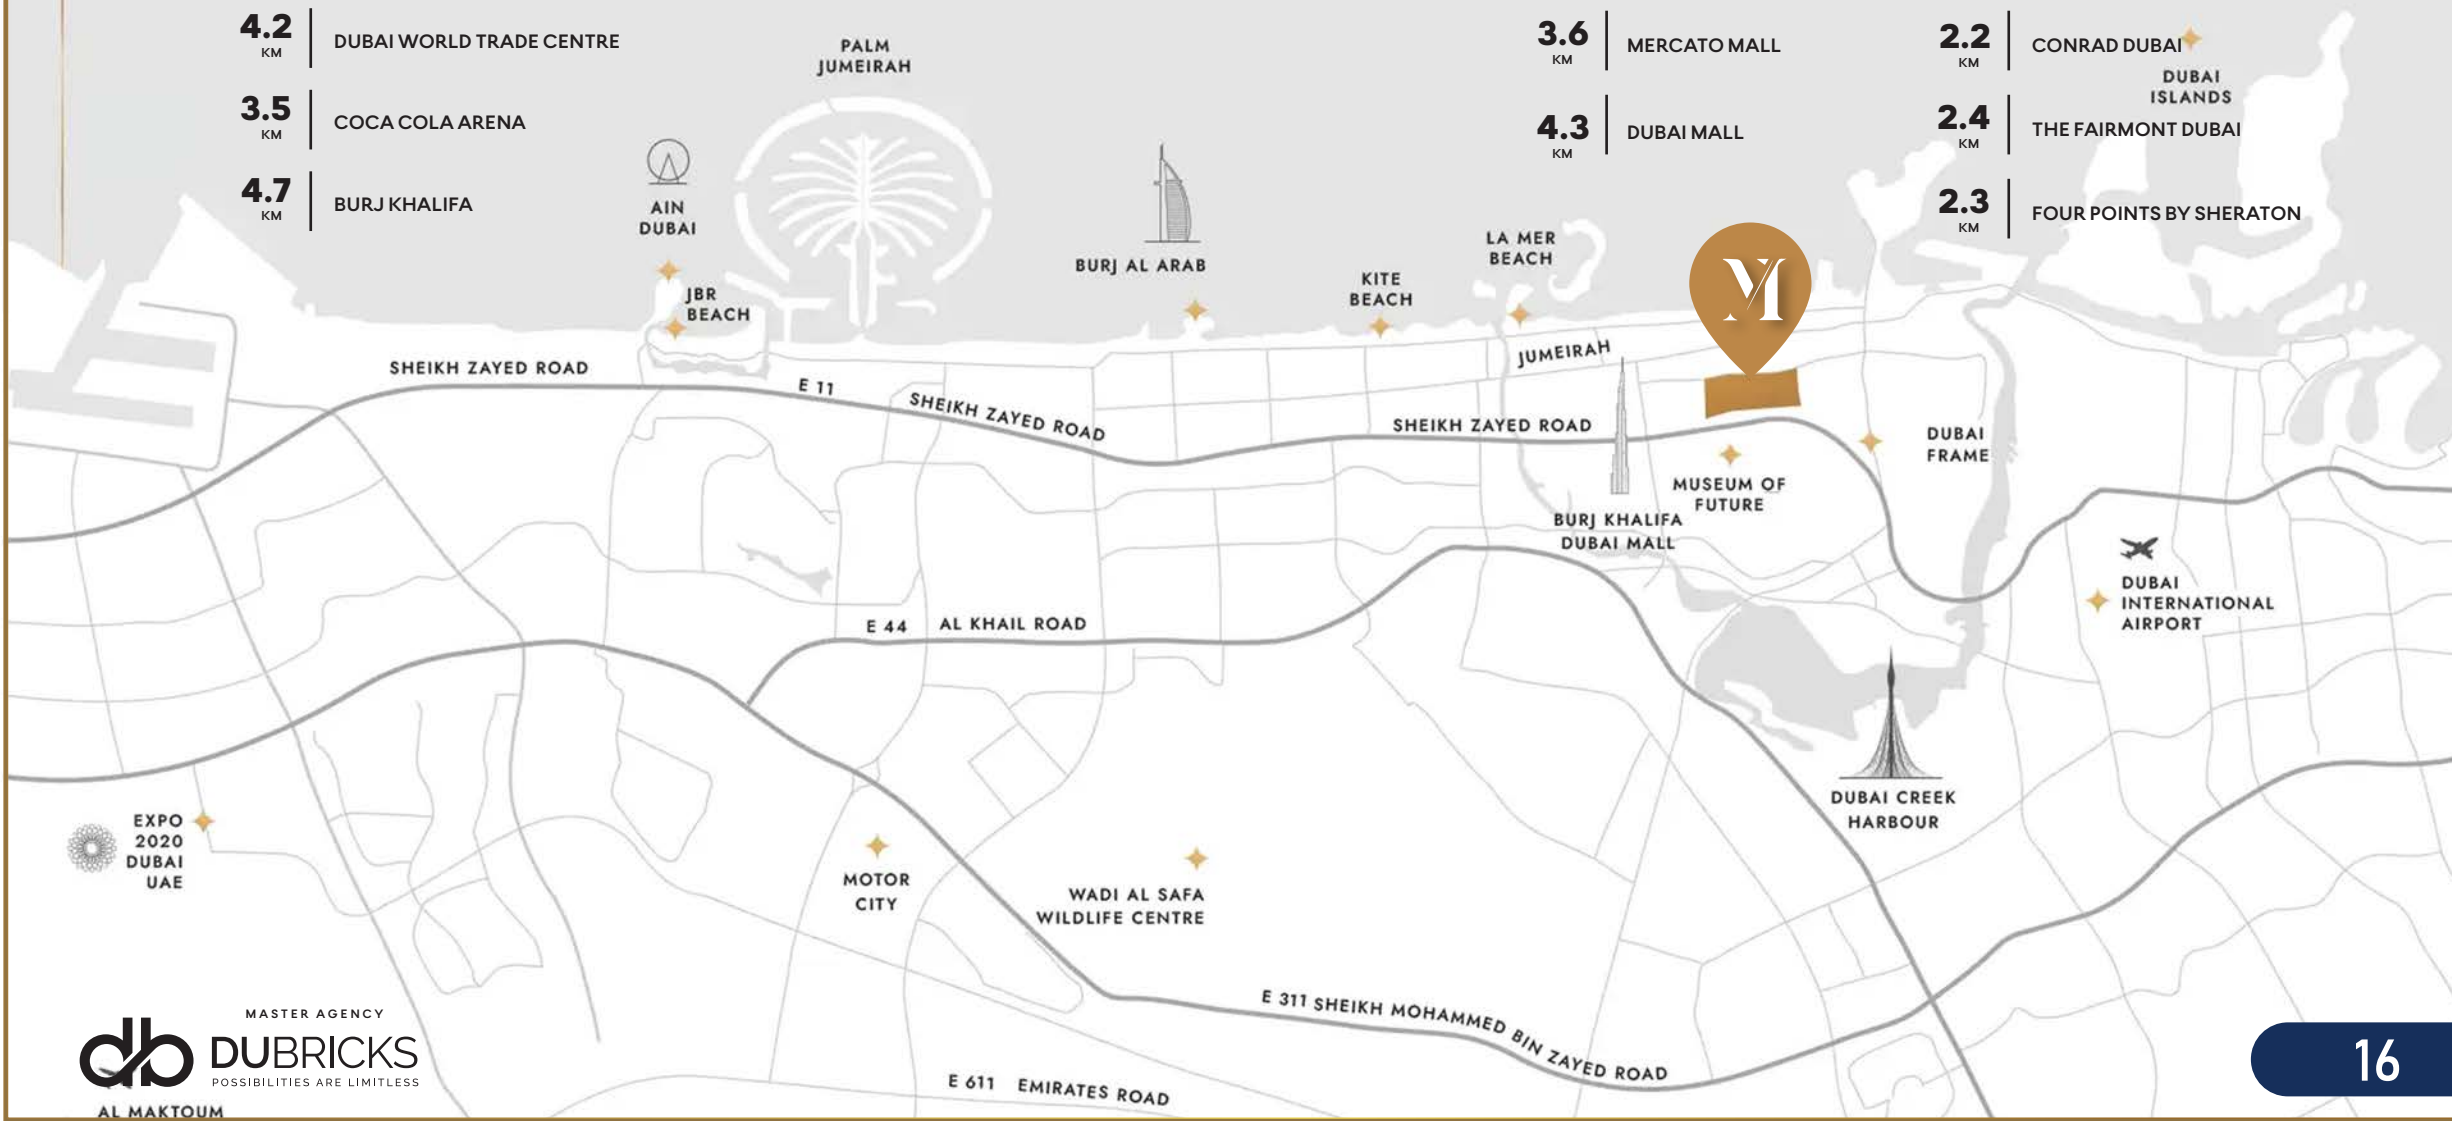 4.2
KM
DUBAI WORLD TRADE CENTRE
3.5
KM
COCA COLA ARENA
4.7
KM
BURJ KHALIFA
3.6
KM
MERCATO MALL
4.3
KM
DUBAI MALL
2.2
KM
CONRAD DUBAI
2.4
KM
THE FAIRMONT DUBAI
2.3
KM
FOUR POINTS BY SHERATON
PALM
JUMEIRAH
DUBAI
ISLANDS
AIN
DUBAI
JBR
BEACH
BURJ AL ARAB
KITE
BEACH
LA MER
BEACH
M
JUMEIRAH
SHEIKH ZAYED ROAD
E 11
SHEIKH ZAYED ROAD
SHEIKH ZAYED ROAD
DUBAI
FRAME
MUSEUM OF
FUTURE
BURJ KHALIFA
DUBAI MALL
DUBAI
INTERNATIONAL
AIRPORT
E 44 AL KHAIL ROAD
DUBAI CREEK
HARBOUR
EXPO
2020
DUBAI
UAE
MOTOR
CITY
WADI AL SAFA
WILDLIFE CENTRE
E 311 SHEIKH MOHAMMED BIN ZAYED ROAD
E 611 EMIRATES ROAD
MASTER AGENCY
db DUBRICKS
POSSIBILITIES ARE LIMITLESS
AL MAKTOUM
16